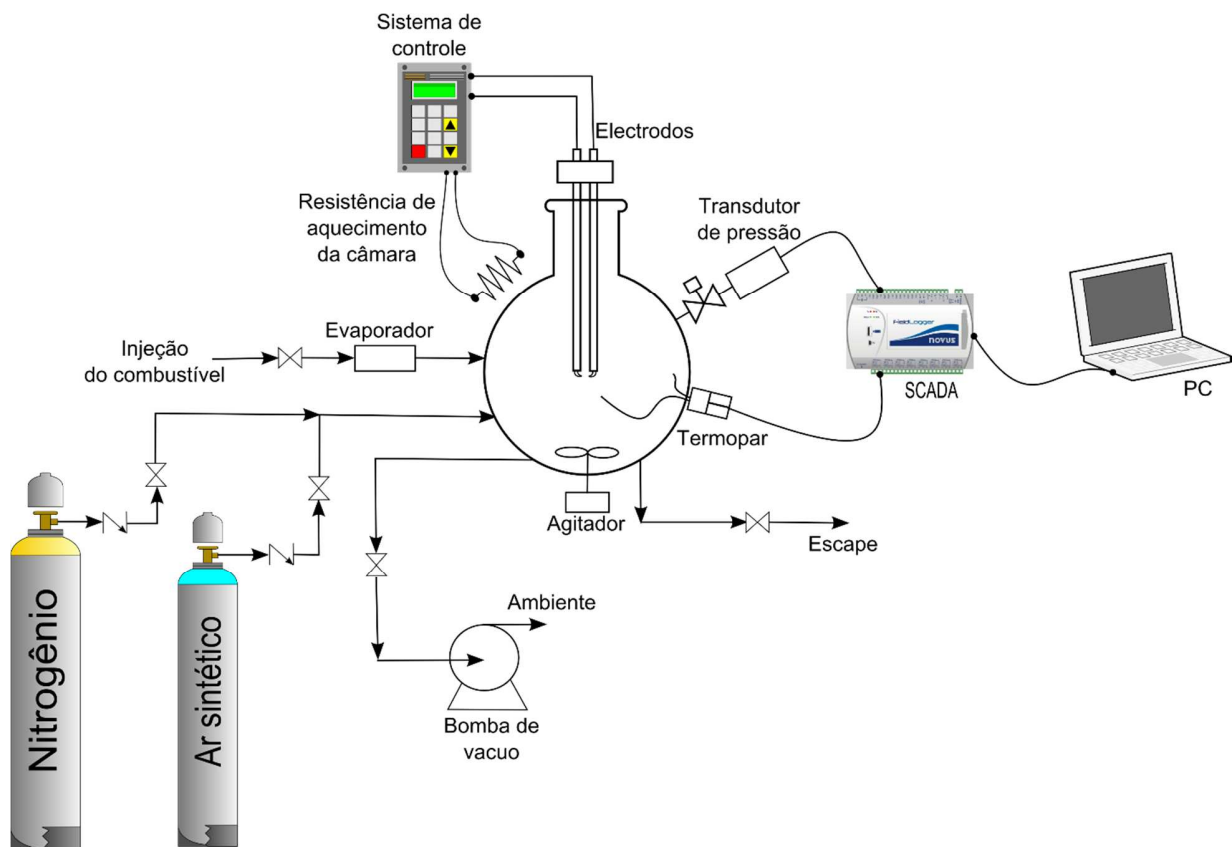 Sistema de
controle
Electrodos
Resistência de
aquecimento
da câmara
Transdutor
de pressão
Evaporador
Injeção
do combustível
FieldLogger
novus
SCADA
PC
Termopar
Agitador
Escape
Ambiente
Bomba de
vacuo
Nitrogênio
Ar sintético